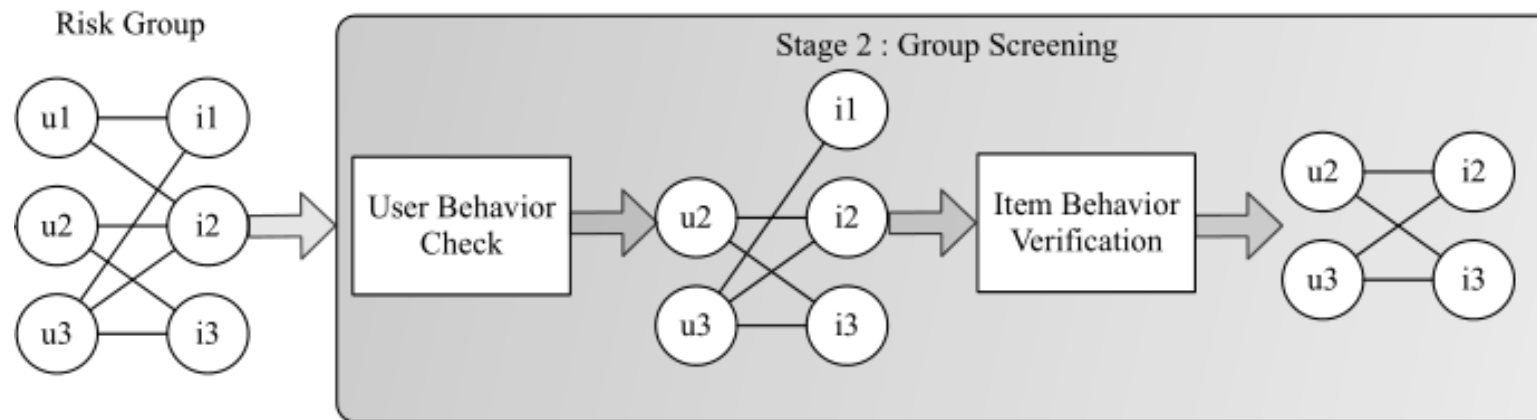 Risk Group
Stage 2 : Group Screening
u1
i1
u2
i2
u3
i3
User Behavior
Check
i1
u2
i2
u3
i3
Item Behavior
Verification
u2
i2
u3
i3